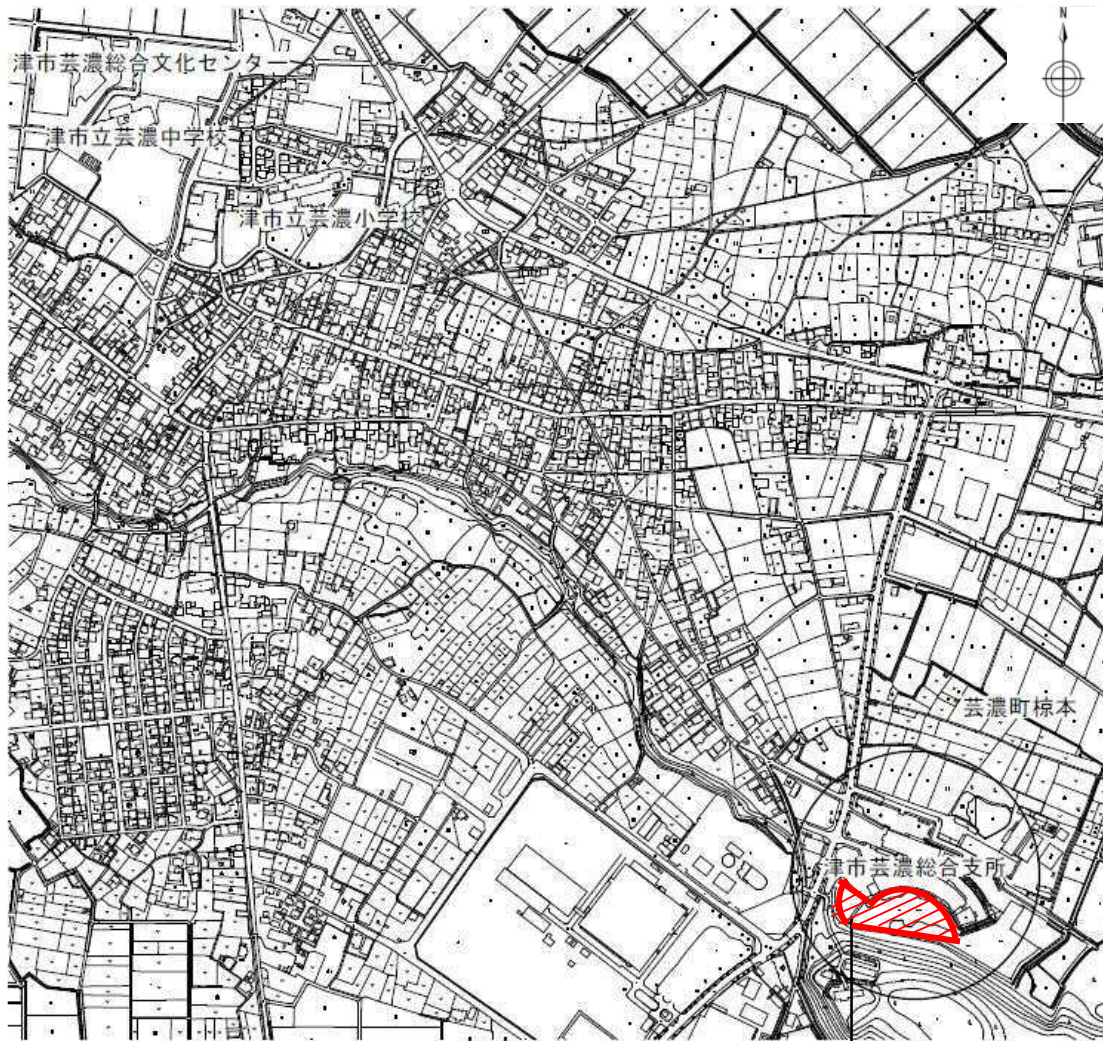 N
津市芸濃総合文化センター
津市立芸濃中学校
津市立芸濃小学校
芸濃町椋本
津市芸濃総合支所